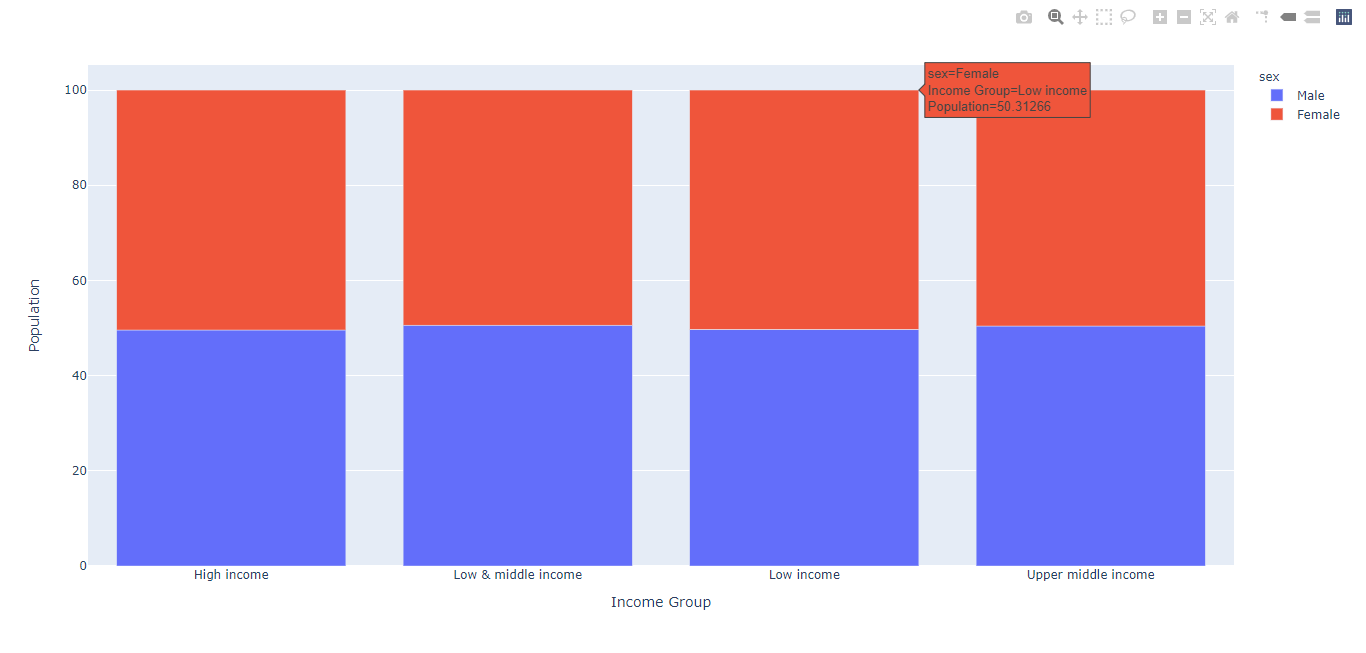 sex=Female
Income Group=Low income
Population=50.31266
sex
Male
Female
100
80
60
40
20
0
Population
High income
Low & middle income
Low income
Upper middle income
Income Group